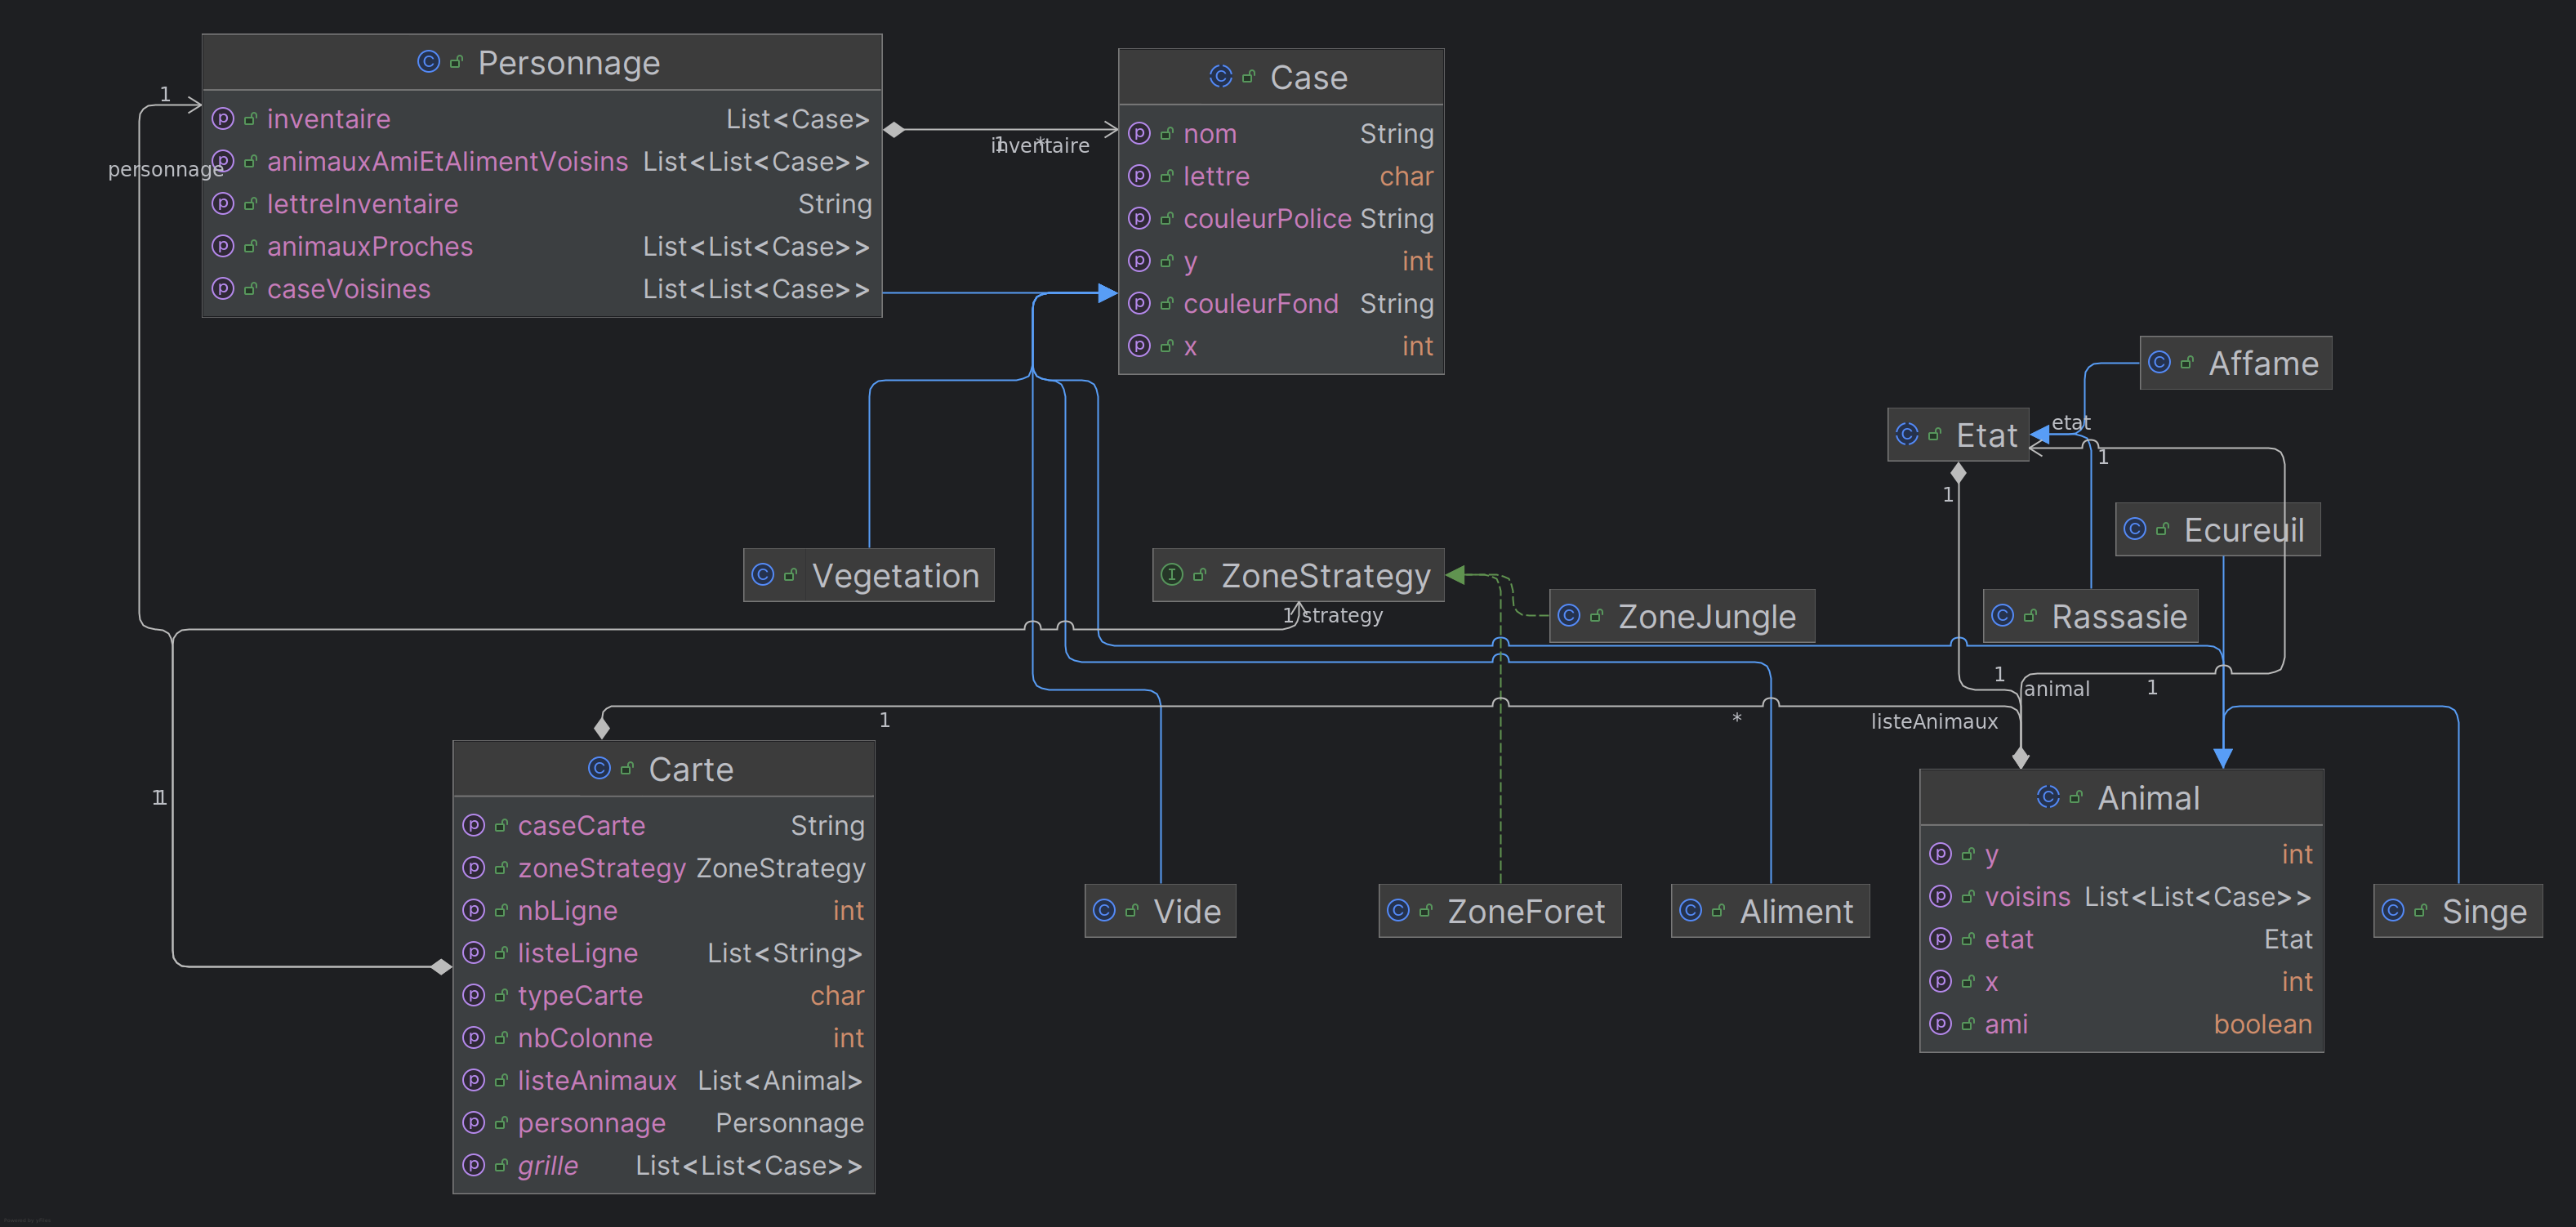 Personnage
inventaire List<Case>
animauxAmiEtAlimentVoisins List<List<Case>>
lettreInventaire String
animauxProches List<List<Case>>
caseVoisines List<List<Case>>
1
personnage
1 *
inventaire
Case
nom String
lettre char
couleurPolice String
y int
couleurFond String
x int
Affame
Etat
etat
1
1
Ecureuil
Vegetation
ZoneStrategy
1 strategy
ZoneJungle
Rassasie
1
animal
1
1
*
listeAnimaux
1
1
Carte
caseCarte String
zoneStrategy ZoneStrategy
nbLigne int
listeLigne List<String>
typeCarte char
nbColonne int
listeAnimaux List<Animal>
personnage Personnage
grille List<List<Case>>
Vide
ZoneForet
Aliment
Animal
y int
voisins List<List<Case>>
etat Etat
x int
ami boolean
Singe